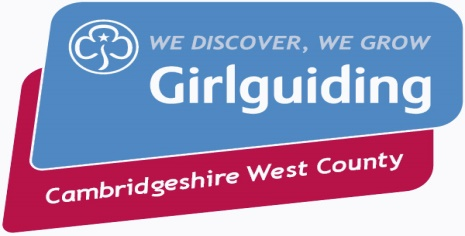 WE DISCOVER, WE GROW
Girlguiding
Cambridgeshire West County